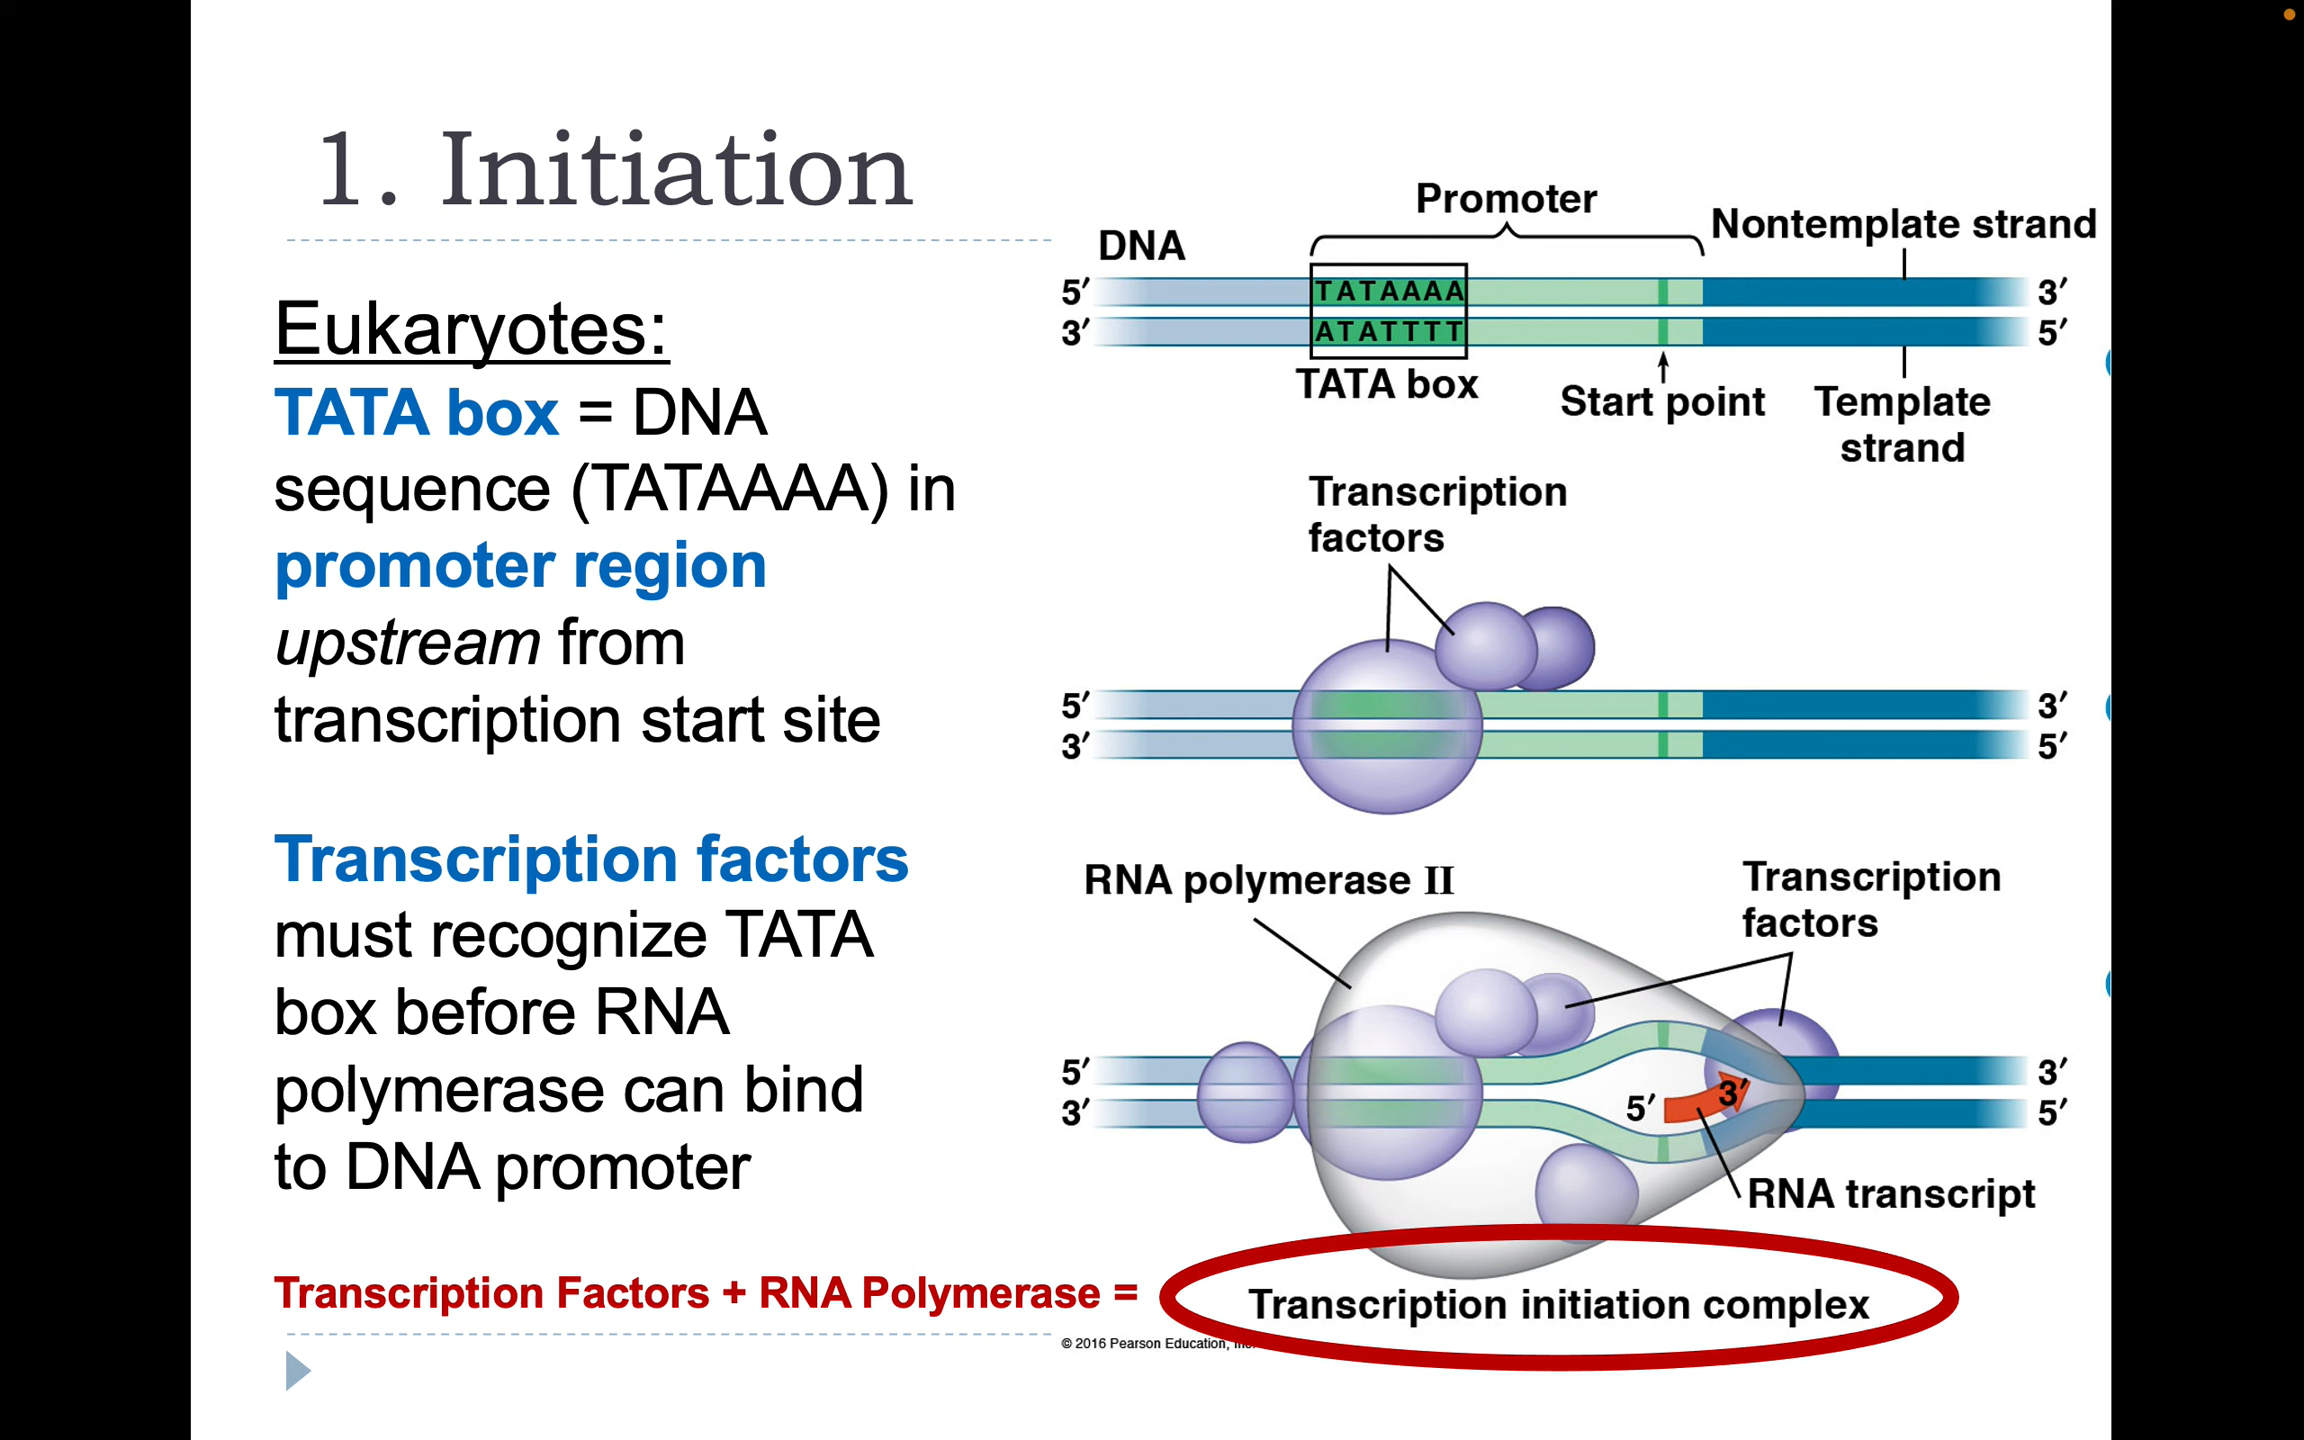 1. Initiation
Eukaryotes:
TATA box = DNA
sequence (TATAAAA) in
promoter region
upstream from
transcription start site
Transcription factors
must recognize TATA
box before RNA
polymerase can bind
to DNA promoter
Transcription Factors + RNA Polymerase =
Promoter
Nontemplate strand
DNA
5′ TATAAAA 3′
3′ ATATTTT 5′
TATA box
Start point
Template
strand
Transcription
factors
5′ 3′
3′ 5′
RNA polymerase II
Transcription
factors
5′ 3′
3′ 5′
5′ 3′
RNA transcript
Transcription initiation complex
© 2016 Pearson Education,